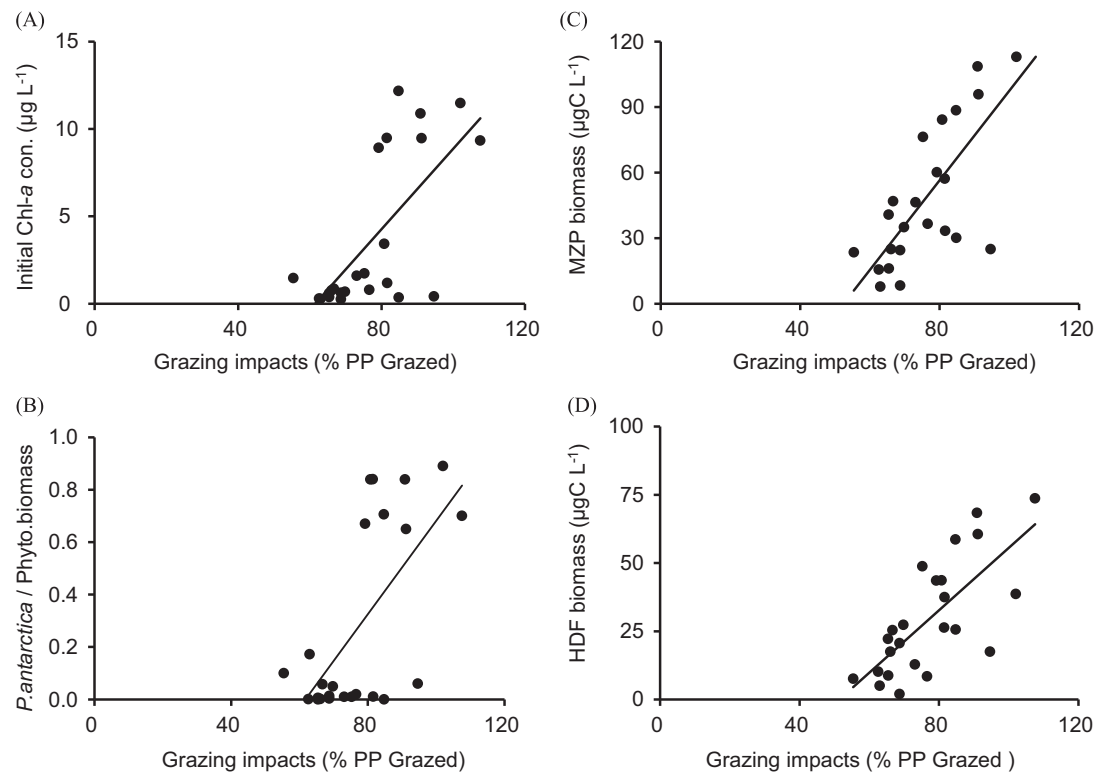 (A)
Initial Chl-a con. (µg L-1)
15
10
5
0
0 40 80 120
Grazing impacts (% PP Grazed)
(B)
P.antarctica / Phyto.biomass
1.0
0.8
0.6
0.4
0.2
0.0
0 40 80 120
Grazing impacts (% PP Grazed)
(C)
MZP biomass (µgC L-1)
120
90
60
30
0
0 40 80 120
Grazing impacts (% PP Grazed)
(D)
HDF biomass (µgC L-1)
100
75
50
25
0
0 40 80 120
Grazing impacts (% PP Grazed )